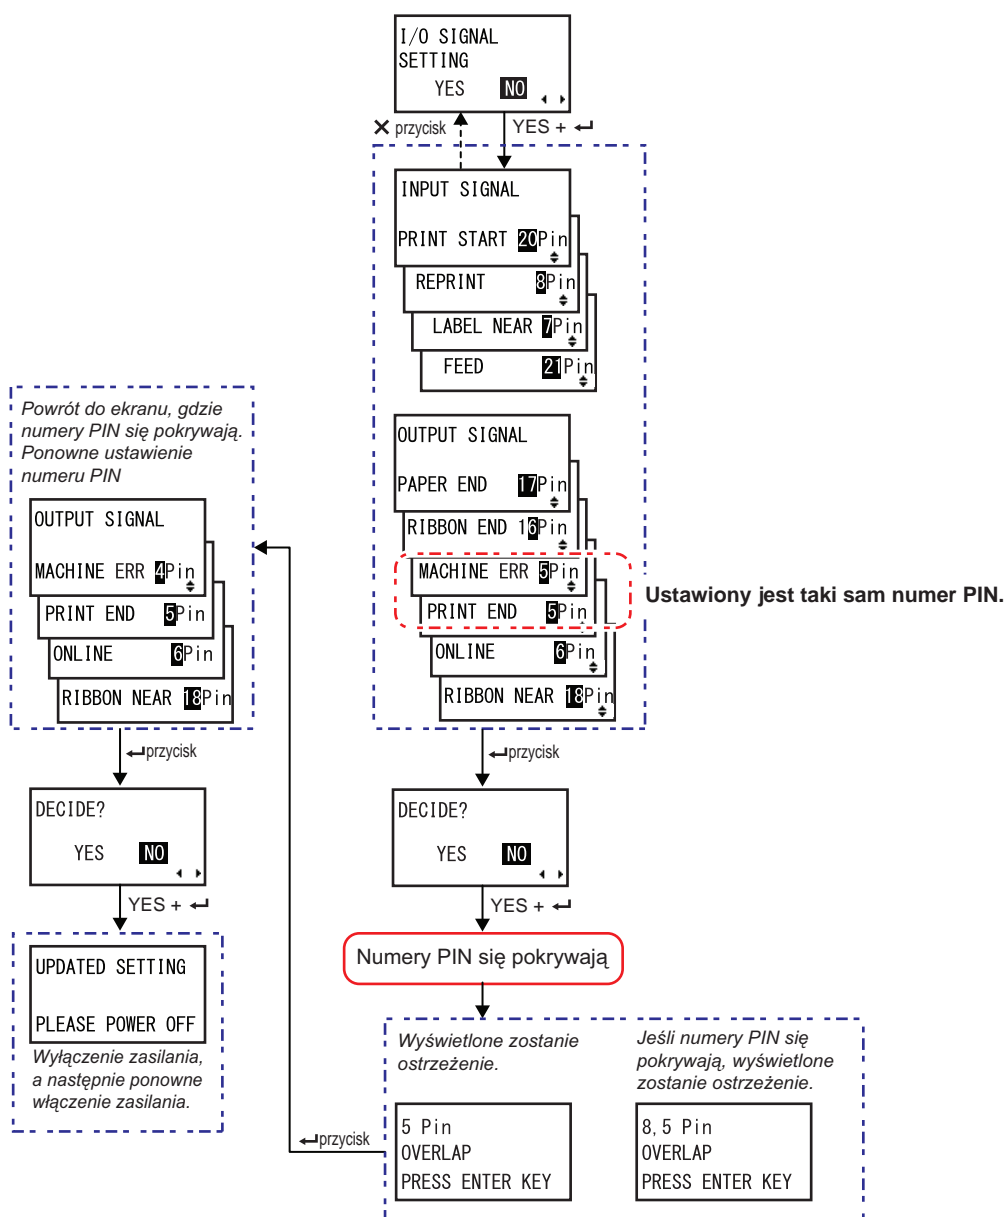 I/O SIGNAL
SETTING
YES NO
✕ przycisk
YES + ↵
INPUT SIGNAL
PRINT START 20Pin
REPRINT 8Pin
LABEL NEAR 7Pin
FEED 21Pin
OUTPUT SIGNAL
PAPER END 17Pin
RIBBON END 16Pin
MACHINE ERR 5Pin
PRINT END 5Pin
ONLINE 6Pin
RIBBON NEAR 18Pin
Ustawiony jest taki sam numer PIN.
↵przycisk
DECIDE?
YES NO
YES + ↵
Numery PIN się pokrywają
Wyświetlone zostanie
ostrzeżenie.
5 Pin
OVERLAP
PRESS ENTER KEY
Jeśli numery PIN się
pokrywają, wyświetlone
zostanie ostrzeżenie.
8,5 Pin
OVERLAP
PRESS ENTER KEY
↵przycisk
Powrót do ekranu, gdzie
numery PIN się pokrywają.
Ponowne ustawienie
numeru PIN
OUTPUT SIGNAL
MACHINE ERR 4Pin
PRINT END 5Pin
ONLINE 6Pin
RIBBON NEAR 18Pin
↵przycisk
DECIDE?
YES NO
YES + ↵
UPDATED SETTING
PLEASE POWER OFF
Wyłączenie zasilania,
a następnie ponowne
włączenie zasilania.